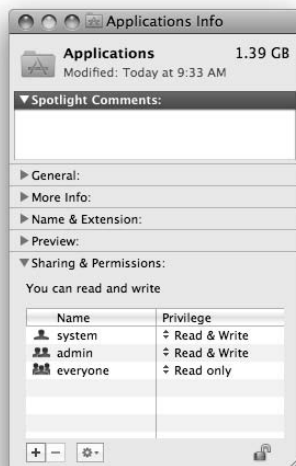 Applications Info
Applications 1.39 GB
Modified: Today at 9:33 AM
Spotlight Comments:
General:
More Info:
Name & Extension:
Preview:
Sharing & Permissions:
You can read and write
Name Privilege
system Read & Write
admin Read & Write
everyone Read only